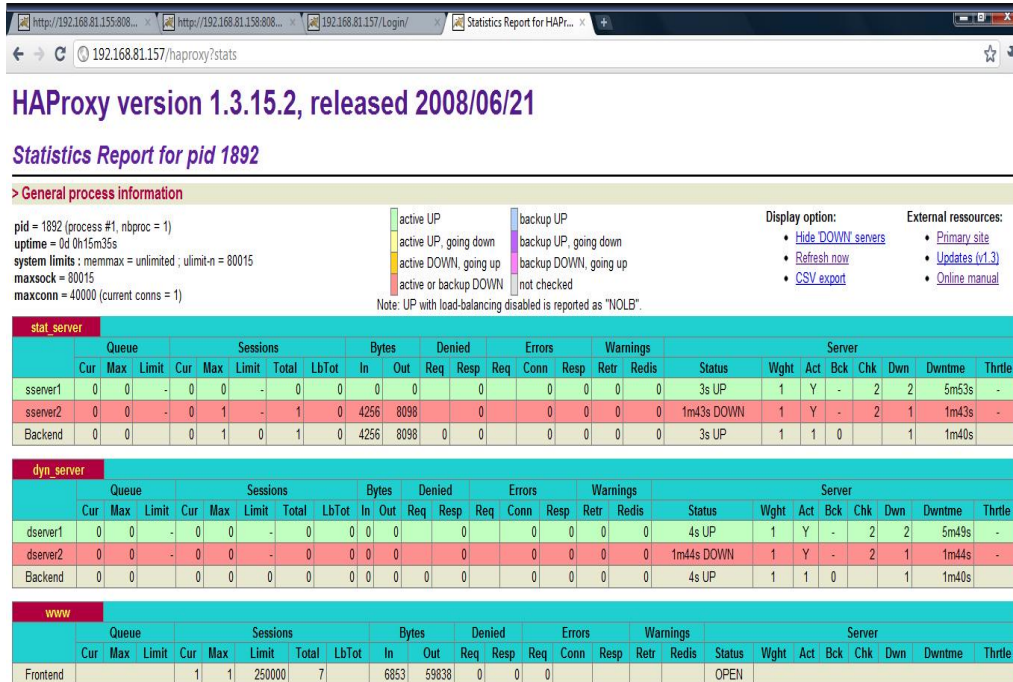 http://192.168.81.155:808... × http://192.168.81.158:808... × 192.168.81.157/Login/ × Statistics Report for HAPr... × +
192.168.81.157/haproxy?stats
HAProxy version 1.3.15.2, released 2008/06/21
Statistics Report for pid 1892
> General process information
pid = 1892 (process #1, nbproc = 1)
uptime = 0d 0h15m35s
system limits : memmax = unlimited ; ulimit-n = 80015
maxsock = 80015
maxconn = 40000 (current conns = 1)
active UP backup UP
active UP, going down backup UP, going down
active DOWN, going up backup DOWN, going up
active or backup DOWN not checked
Note: UP with load-balancing disabled is reported as "NOLB".
Display option:
• Hide 'DOWN' servers
• Refresh now
• CSV export
External ressources:
• Primary site
• Updates (v1.3)
• Online manual
stat_server
Queue Sessions Bytes Denied Errors Warnings Server
Cur Max Limit Cur Max Limit Total LbTot In Out Req Resp Req Conn Resp Retr Redis Status Wght Act Bck Chk Dwn Dwntme Thrtle
sserver1 0 0 - 0 0 - 0 0 0 0 0 0 0 0 0 3s UP 1 Y - 2 2 5m53s -
sserver2 0 0 - 0 1 - 1 0 4256 8098 0 0 0 0 0 1m43s DOWN 1 Y - 2 1 1m43s -
Backend 0 0 0 1 0 1 0 4256 8098 0 0 0 0 0 0 3s UP 1 1 0 1 1m40s
dyn_server
Queue Sessions Bytes Denied Errors Warnings Server
Cur Max Limit Cur Max Limit Total LbTot In Out Req Resp Req Conn Resp Retr Redis Status Wght Act Bck Chk Dwn Dwntme Thrtle
dserver1 0 0 - 0 0 - 0 0 0 0 0 0 0 0 0 4s UP 1 Y - 2 2 5m49s -
dserver2 0 0 - 0 0 - 0 0 0 0 0 0 0 0 0 1m44s DOWN 1 Y - 2 1 1m44s -
Backend 0 0 0 0 0 0 0 0 0 0 0 0 0 0 0 4s UP 1 1 0 1 1m40s
www
Queue Sessions Bytes Denied Errors Warnings Server
Cur Max Limit Cur Max Limit Total LbTot In Out Req Resp Req Conn Resp Retr Redis Status Wght Act Bck Chk Dwn Dwntme Thrtle
Frontend 1 1 250000 7 6853 59838 0 0 0 OPEN